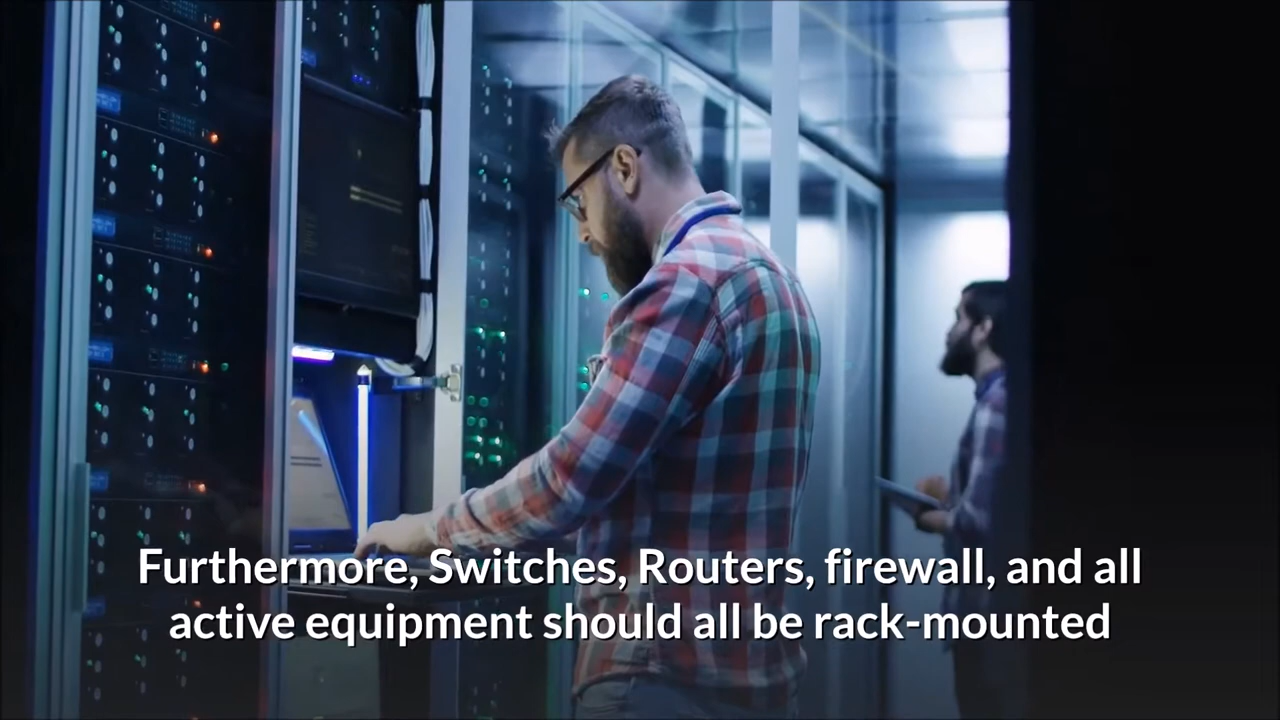 Furthermore, Switches, Routers, firewall, and all
active equipment should all be rack-mounted